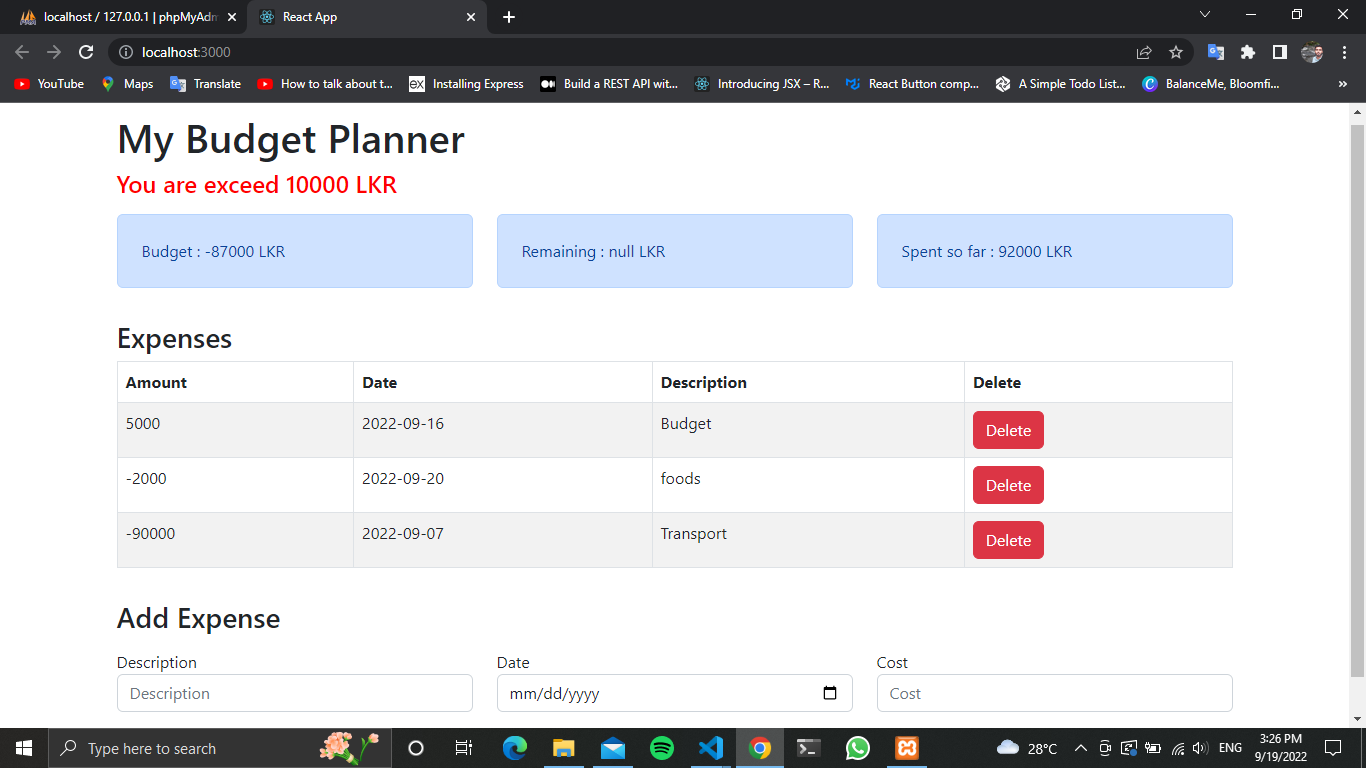 localhost / 127.0.0.1 | phpMyAdm
React App
localhost:3000
YouTube Maps Translate How to talk about t... Installing Express Build a REST API wit... Introducing JSX – R... React Button comp... A Simple Todo List... BalanceMe, Bloomfi... »
My Budget Planner
You are exceed 10000 LKR
Budget : -87000 LKR
Remaining : null LKR
Spent so far : 92000 LKR
Expenses
Amount Date Description Delete
5000 2022-09-16 Budget Delete
-2000 2022-09-20 foods Delete
-90000 2022-09-07 Transport Delete
Add Expense
Description Date Cost
Description mm/dd/yyyy Cost
Type here to search
28°C
ENG
3:26 PM
9/19/2022